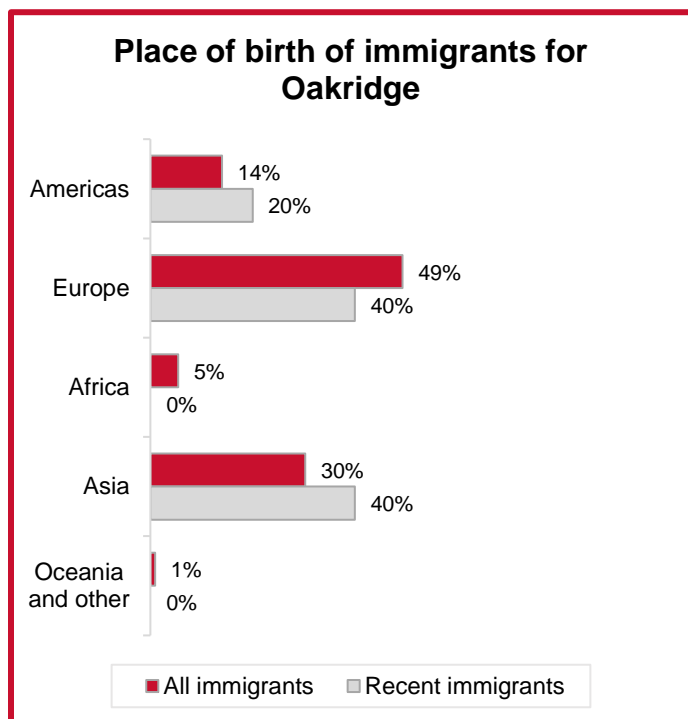 Place of birth of immigrants for
Oakridge
Americas
14%
20%
Europe
49%
40%
Africa
5%
0%
Asia
30%
40%
Oceania
and other
1%
0%
All immigrants
Recent immigrants